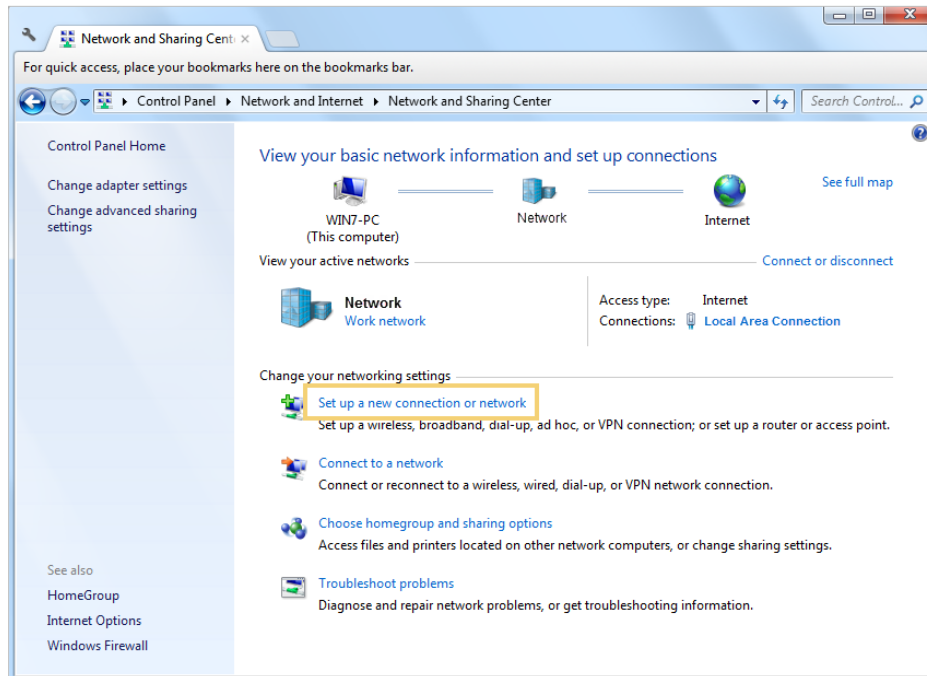 Network and Sharing Cent
For quick access, place your bookmarks here on the bookmarks bar.
Control Panel Network and Internet Network and Sharing Center
Search Control...
Control Panel Home
Change adapter settings
Change advanced sharing
settings
See also
HomeGroup
Internet Options
Windows Firewall
View your basic network information and set up connections
See full map
WIN7-PC
(This computer)
Network
Internet
View your active networks
Connect or disconnect
Network
Work network
Access type: Internet
Connections: Local Area Connection
Change your networking settings
Set up a new connection or network
Set up a wireless, broadband, dial-up, ad hoc, or VPN connection; or set up a router or access point.
Connect to a network
Connect or reconnect to a wireless, wired, dial-up, or VPN network connection.
Choose homegroup and sharing options
Access files and printers located on other network computers, or change sharing settings.
Troubleshoot problems
Diagnose and repair network problems, or get troubleshooting information.